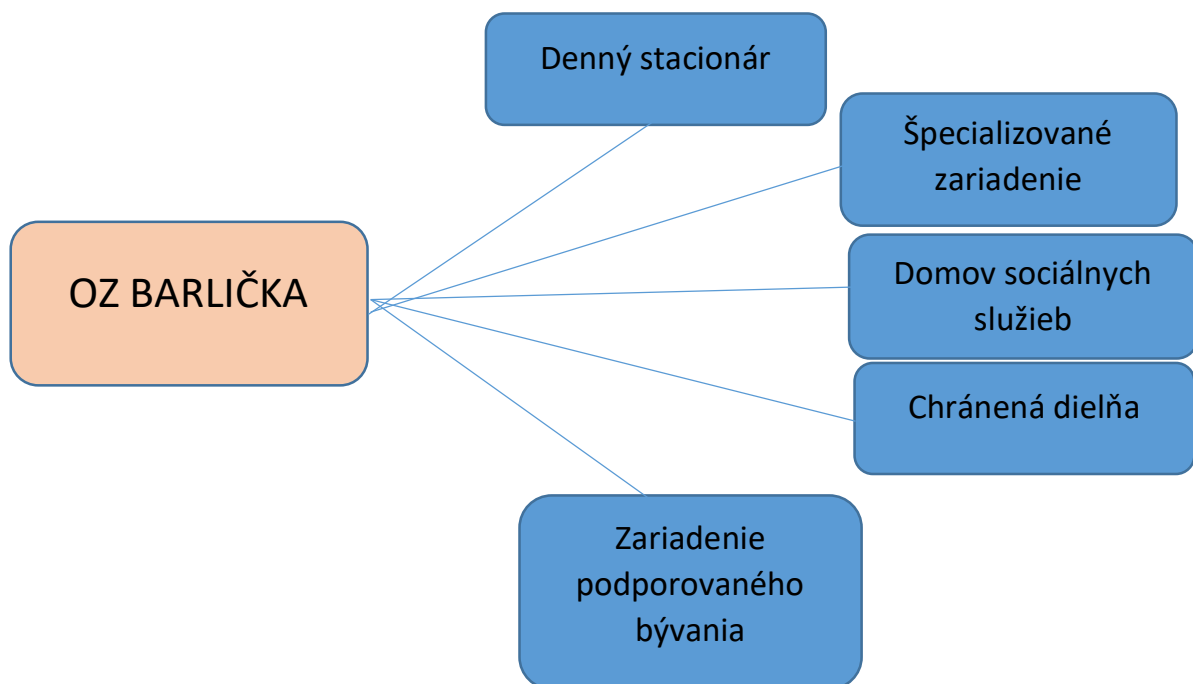 Denný stacionár
Špecializované
zariadenie
OZ BARLIČKA
Domov sociálnych
služieb
Chránená dielňa
Zariadenie
podporovaného
bývania